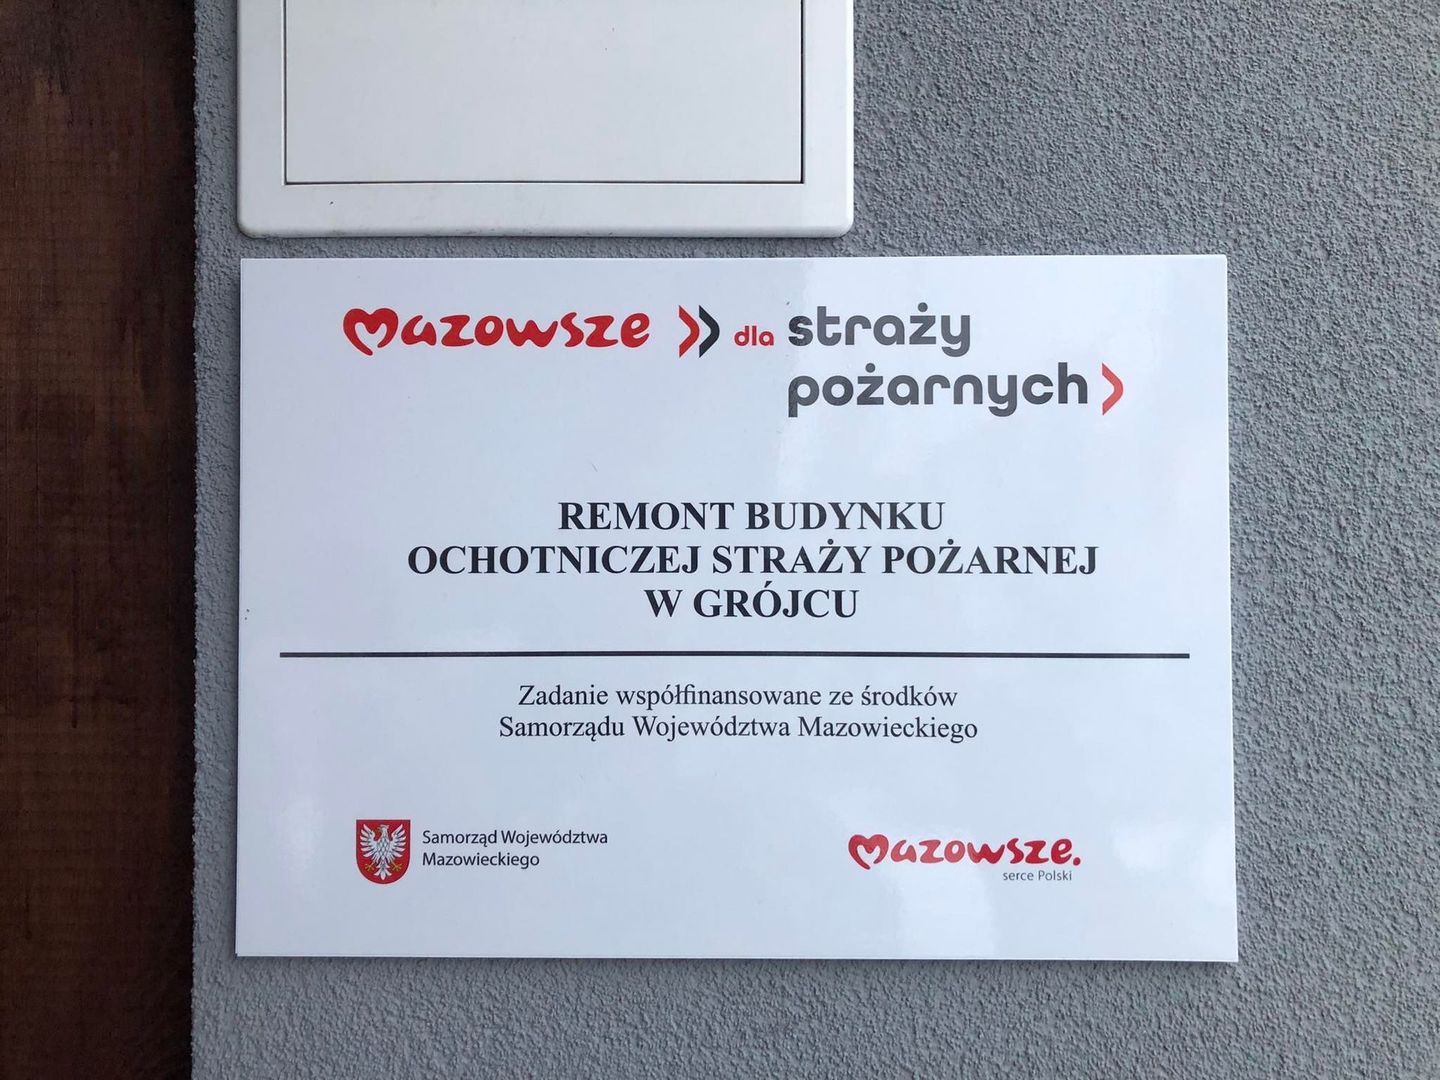 mazowsze dla straży
pożarnych
REMONT BUDYNKU
OCHOTNICZEJ STRAŻY POŻARNEJ
W GRÓJCU
Zadanie współfinansowane ze środków
Samorządu Województwa Mazowieckiego
Samorząd Województwa
Mazowieckiego
mazowsze.
serce Polski